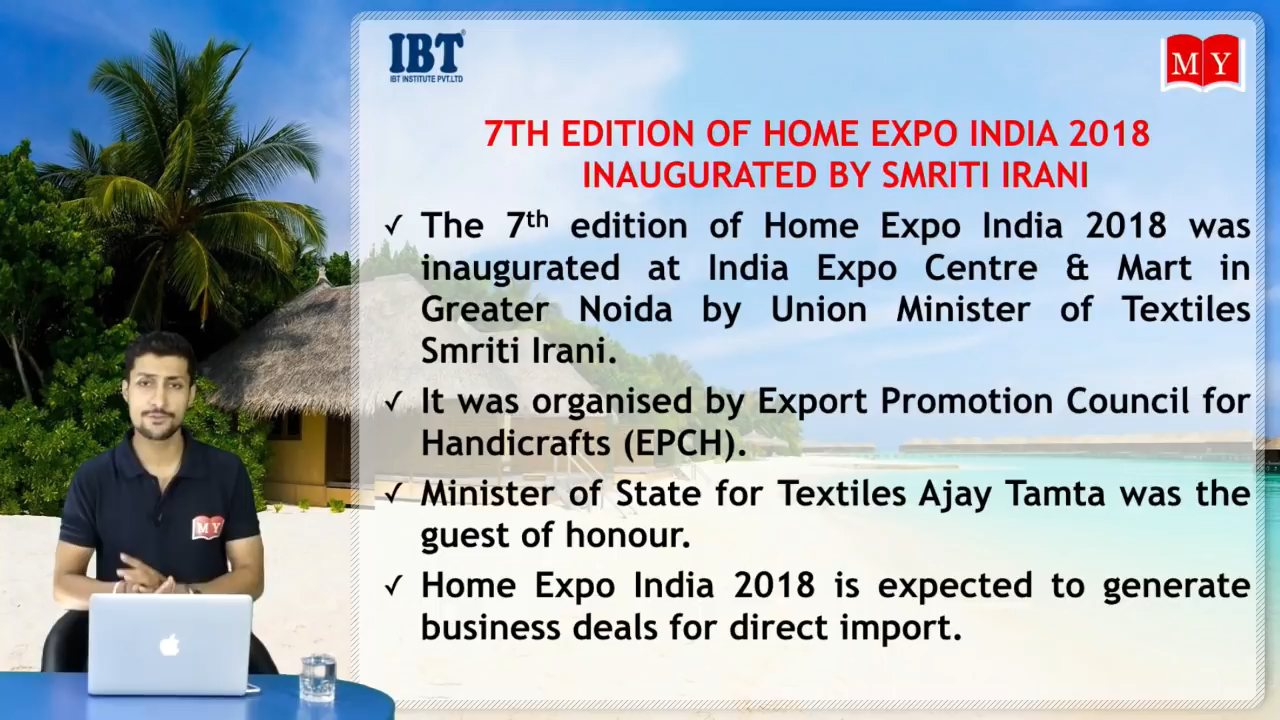 IBT
IBT INSTITUTE PVT.LTD
M Y
7TH EDITION OF HOME EXPO INDIA 2018
INAUGURATED BY SMRITI IRANI
✓ The 7th edition of Home Expo India 2018 was
inaugurated at India Expo Centre & Mart in
Greater Noida by Union Minister of Textiles
Smriti Irani.
✓ It was organised by Export Promotion Council for
Handicrafts (EPCH).
✓ Minister of State for Textiles Ajay Tamta was the
guest of honour.
✓ Home Expo India 2018 is expected to generate
business deals for direct import.
M Y